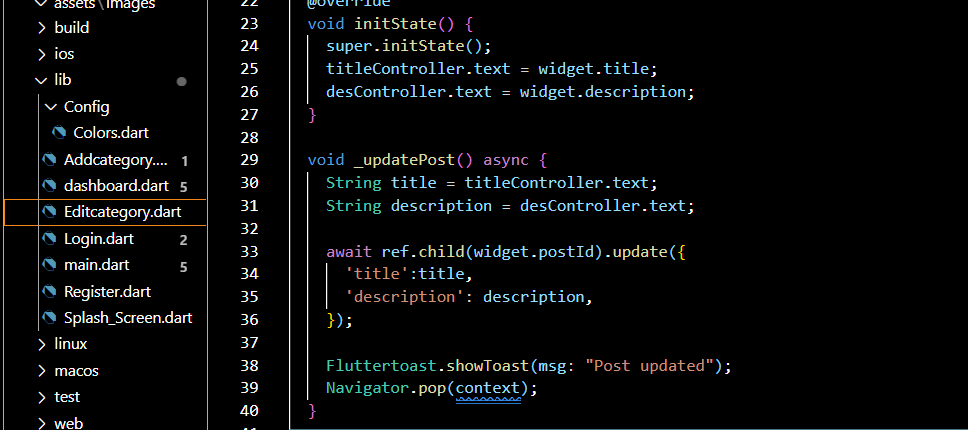 assets\images
build
ios
lib
Config
Colors.dart
Addcategory.... 1
dashboard.dart 5
Editcategory.dart
Login.dart 2
main.dart 5
Register.dart
Splash_Screen.dart
linux
macos
test
web
22 @override
23 void initState() {
24 super.initState();
25 titleController.text = widget.title;
26 desController.text = widget.description;
27 }
28
29 void _updatePost() async {
30 String title = titleController.text;
31 String description = desController.text;
32
33 await ref.child(widget.postId).update({
34 'title':title,
35 'description': description,
36 });
37
38 Fluttertoast.showToast(msg: "Post updated");
39 Navigator.pop(context);
40 }